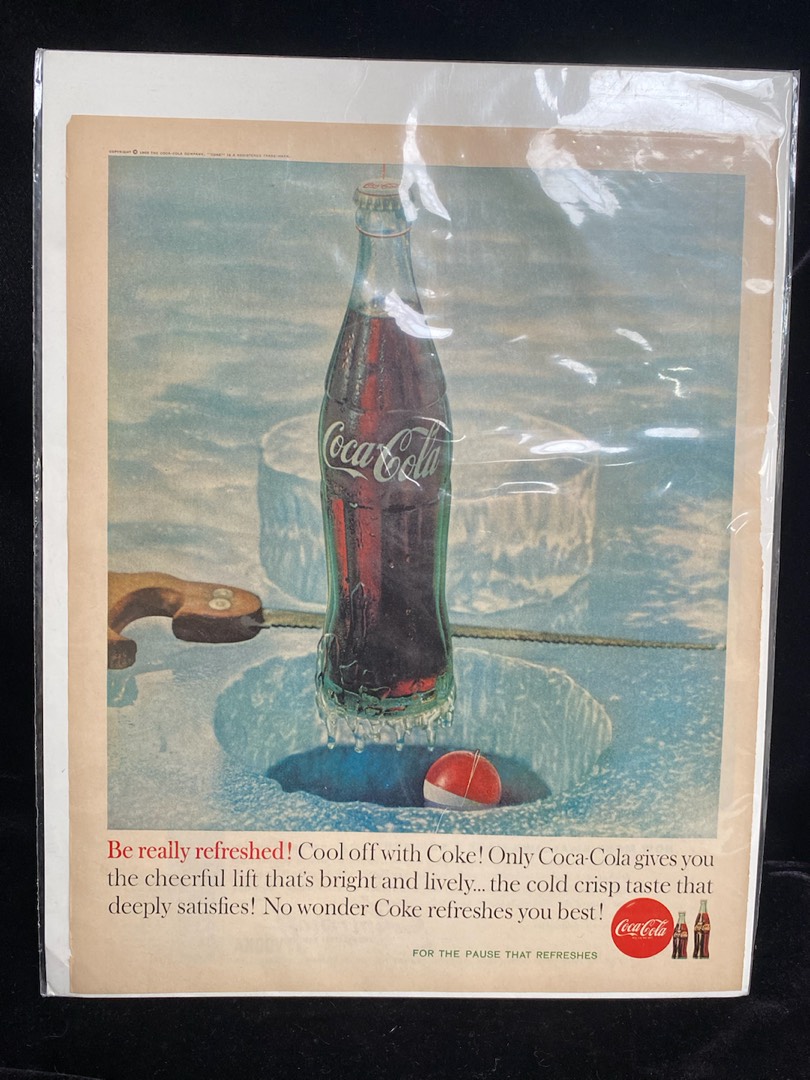 Coca-Cola
Be really refreshed! Cool off with Coke! Only Coca-Cola gives you
the cheerful lift that's bright and lively... the cold crisp taste that
deeply satisfies! No wonder Coke refreshes you best!
Coca-Cola
FOR THE PAUSE THAT REFRESHES